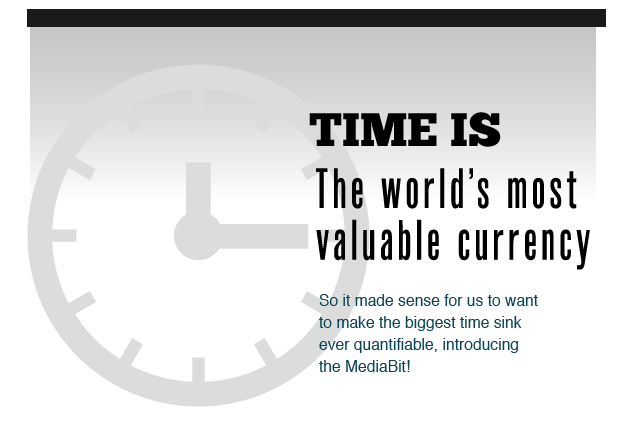 TIME IS
The world's most
valuable currency
So it made sense for us to want
to make the biggest time sink
ever quantifiable, introducing
the MediaBit!